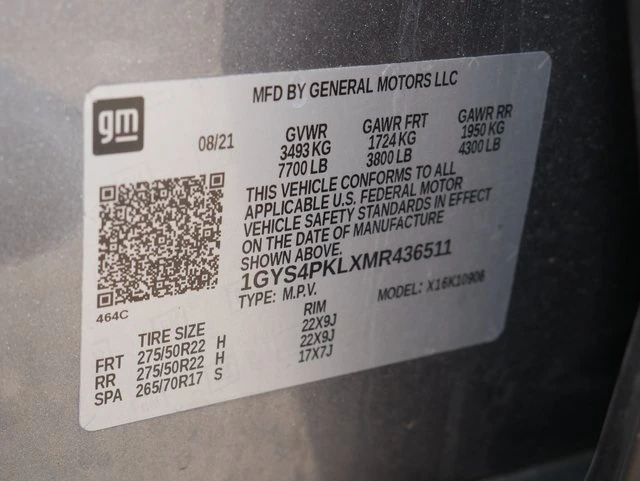 MFD BY GENERAL MOTORS LLC
gm
08/21 GVWR GAWR FRT GAWR RR
3493 KG 1724 KG 1950 KG
7700 LB 3800 LB 4300 LB
THIS VEHICLE CONFORMS TO ALL
APPLICABLE U.S. FEDERAL MOTOR
VEHICLE SAFETY STANDARDS IN EFFECT
ON THE DATE OF MANUFACTURE
SHOWN ABOVE.
1GYS4PKLXMR436511
TYPE: M.P.V. MODEL: X16K10906
464C
TIRE SIZE RIM
FRT 275/50R22 H 22X9J
RR 275/50R22 H 22X9J
SPA 265/70R17 S 17X7J